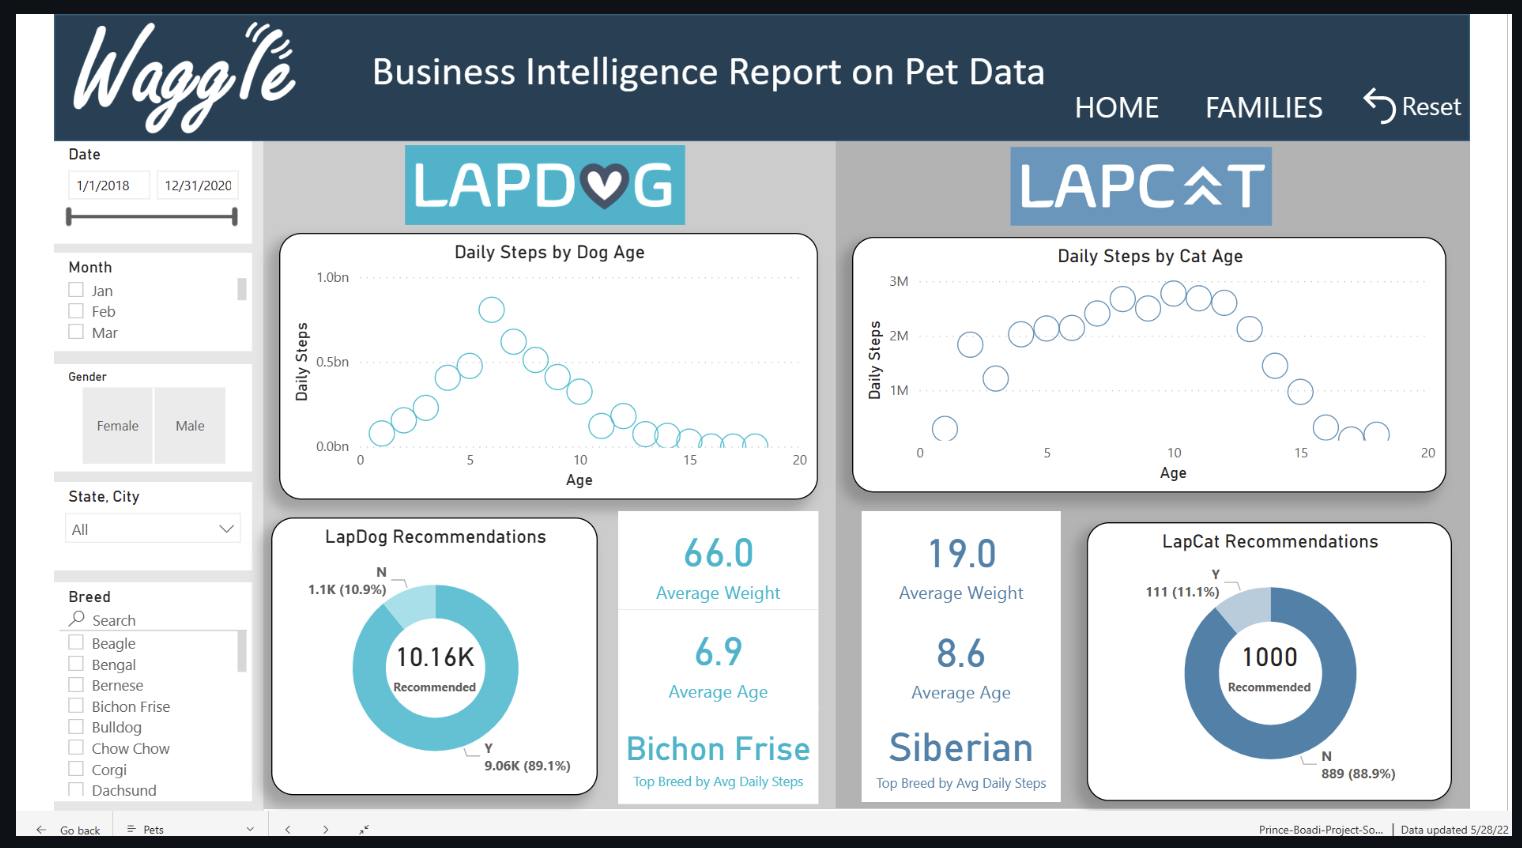 Waggle
Business Intelligence Report on Pet Data
HOME
FAMILIES
Reset
Date
1/1/2018
12/31/2020
Month
Jan
Feb
Mar
Gender
Female
Male
State, City
All
Breed
Search
Beagle
Bengal
Bernese
Bichon Frise
Bulldog
Chow Chow
Corgi
Dachsund
LAPDOG
Daily Steps by Dog Age
Daily Steps
1.0bn
0.5bn
0.0bn
0
5
10
15
20
Age
LapDog Recommendations
N
1.1K (10.9%)
10.16K
Recommended
Y
9.06K (89.1%)
66.0
Average Weight
6.9
Average Age
Bichon Frise
Top Breed by Avg Daily Steps
LAPCAT
Daily Steps by Cat Age
Daily Steps
3M
2M
1M
0
5
10
15
20
Age
19.0
Average Weight
8.6
Average Age
Siberian
Top Breed by Avg Daily Steps
LapCat Recommendations
Y
111 (11.1%)
1000
Recommended
N
889 (88.9%)
Go back
Pets
Prince-Boadi-Project-So...
Data updated 5/28/22